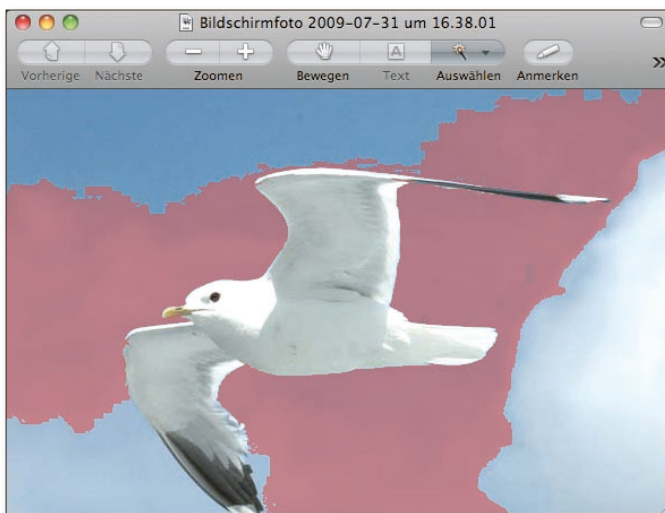 Bildschirmfoto 2009-07-31 um 16.38.01
A
Vorherige Nächste Zoomen Bewegen Text Auswählen Anmerken »